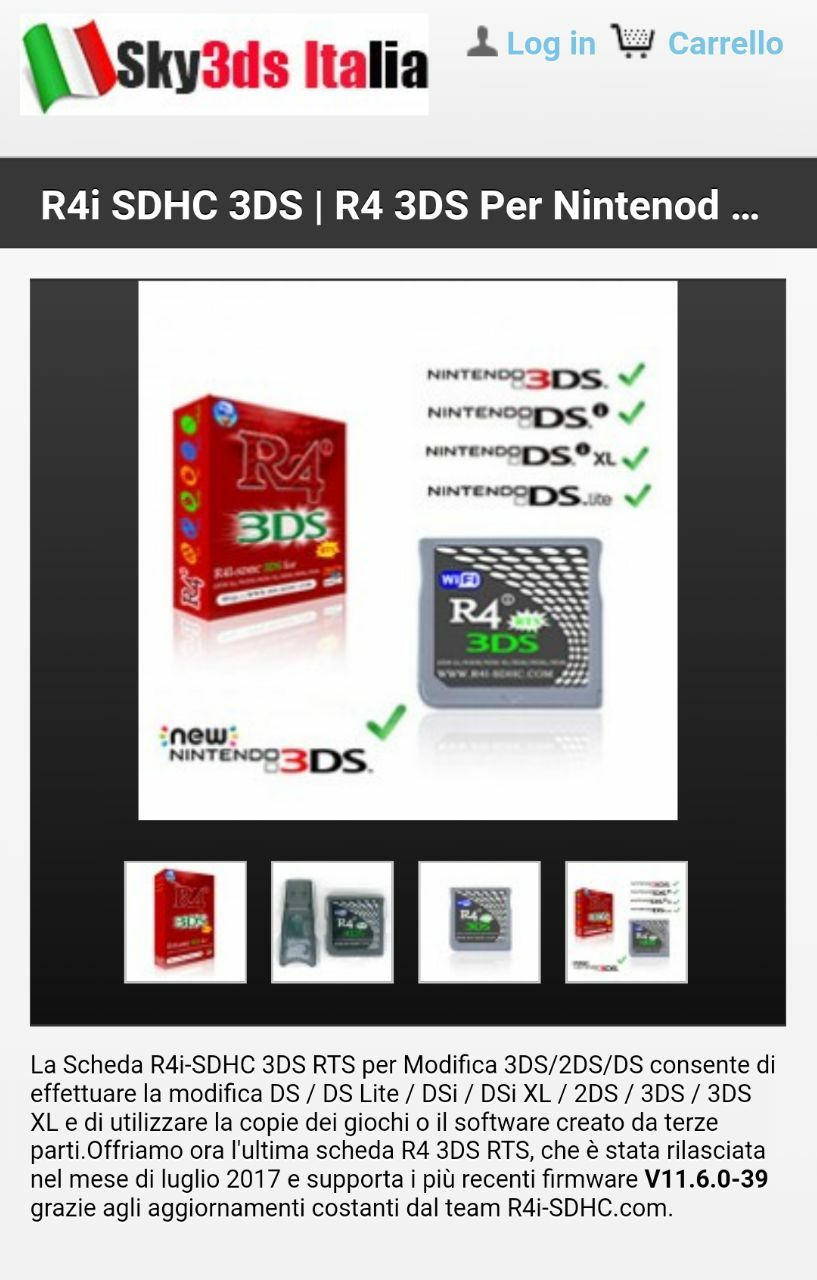 Sky3ds Italia
Log in
Carrello
R4i SDHC 3DS | R4 3DS Per Nintenod ...
NINTENDO 3DS
NINTENDO DSi
NINTENDO DSi XL
NINTENDO DS Lite
R4i
3DS
RTS
R4i-SDHC 3DS for
WiFi
R4i
RTS
3DS
WWW.R4I-SDHC.COM
new
NINTENDO 3DS
La Scheda R4i-SDHC 3DS RTS per Modifica 3DS/2DS/DS consente di
effettuare la modifica DS / DS Lite / DSi / DSi XL / 2DS / 3DS / 3DS
XL e di utilizzare la copie dei giochi o il software creato da terze
parti.Offriamo ora l'ultima scheda R4 3DS RTS, che è stata rilasciata
nel mese di luglio 2017 e supporta i più recenti firmware V11.6.0-39
grazie agli aggiornamenti costanti dal team R4i-SDHC.com.